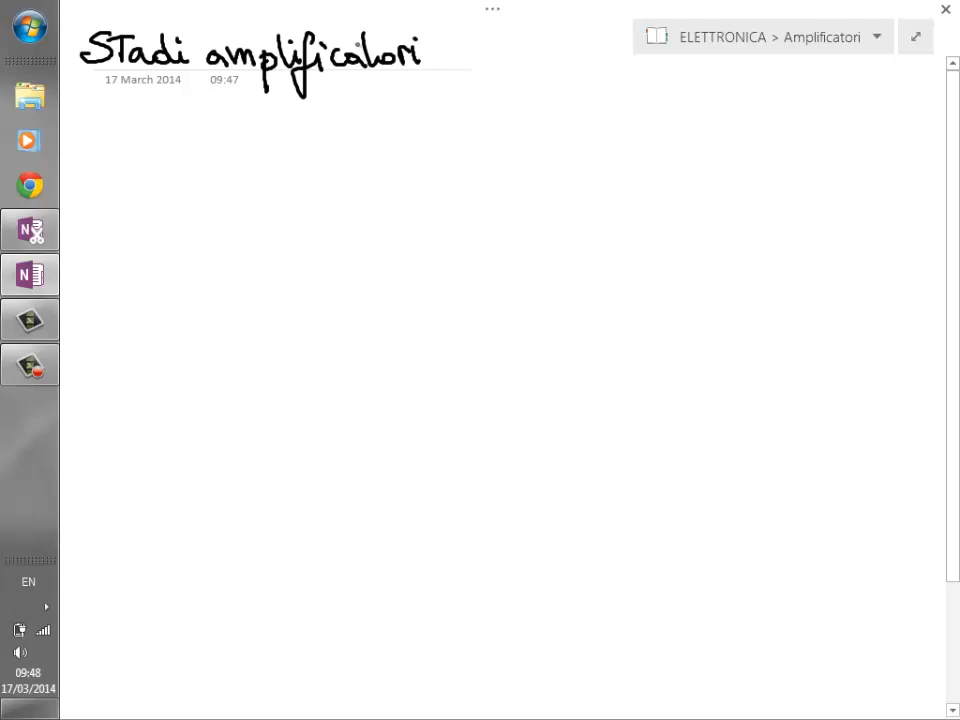 Stadi amplificatori
ELETTRONICA > Amplificatori
17 March 2014 09:47
EN
09:48
17/03/2014